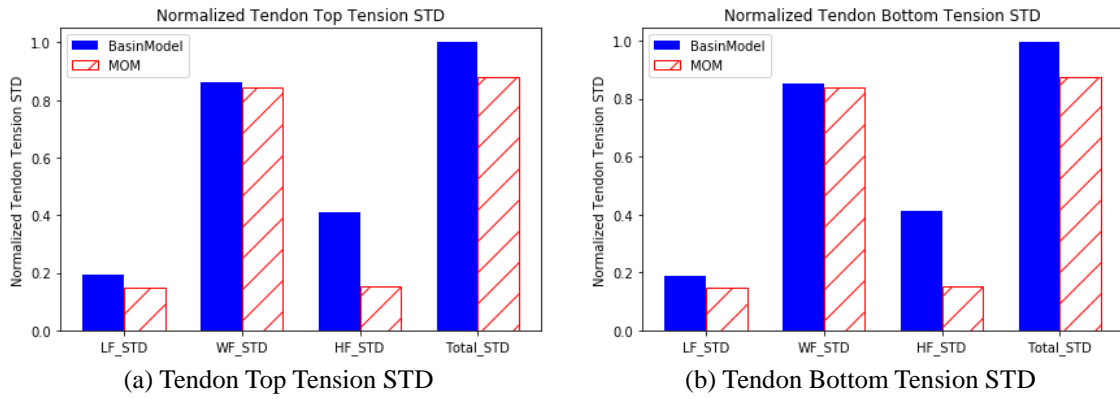 Normalized Tendon Top Tension STD
Normalized Tendon Tension STD
1.0
0.8
0.6
0.4
0.2
0.0
BasinModel
MOM
LF_STD WF_STD HF_STD Total_STD
(a) Tendon Top Tension STD
Normalized Tendon Bottom Tension STD
Normalized Tendon Tension STD
1.0
0.8
0.6
0.4
0.2
0.0
BasinModel
MOM
LF_STD WF_STD HF_STD Total_STD
(b) Tendon Bottom Tension STD